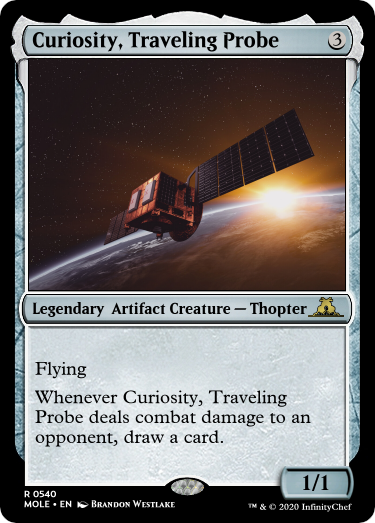 Curiosity, Traveling Probe 3
Legendary Artifact Creature — Thopter
Flying
Whenever Curiosity, Traveling
Probe deals combat damage to an
opponent, draw a card.
1/1
R 0540
MOLE • EN Brandon Westlake
™ & © 2020 InfinityChef